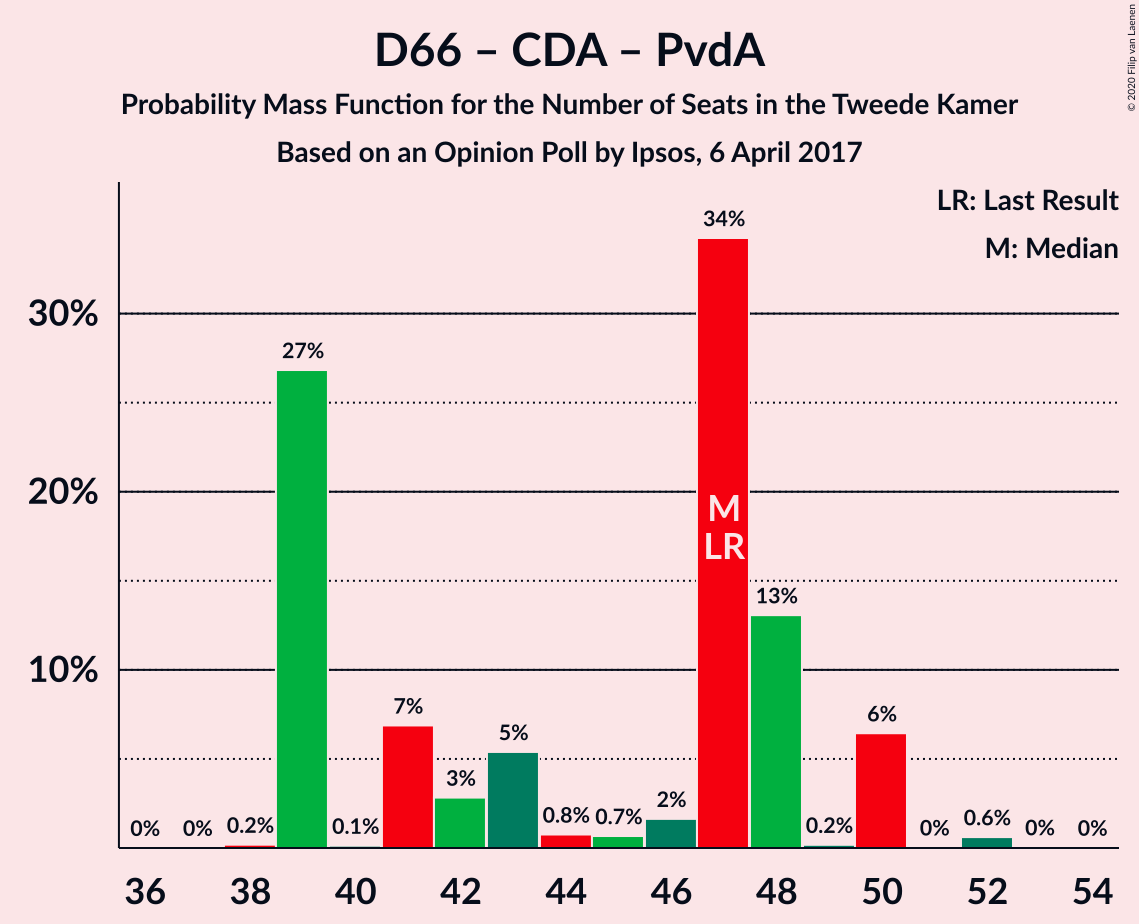 D66 – CDA – PvdA
Probability Mass Function for the Number of Seats in the Tweede Kamer
Based on an Opinion Poll by Ipsos, 6 April 2017
© 2020 Filip van Laenen
LR: Last Result
M: Median
30%
20%
10%
0%
0%
0.2%
27%
0.1%
7%
3%
5%
0.8%
0.7%
2%
34%
M
LR
13%
0.2%
6%
0%
0.6%
0%
0%
36 38 40 42 44 46 48 50 52 54